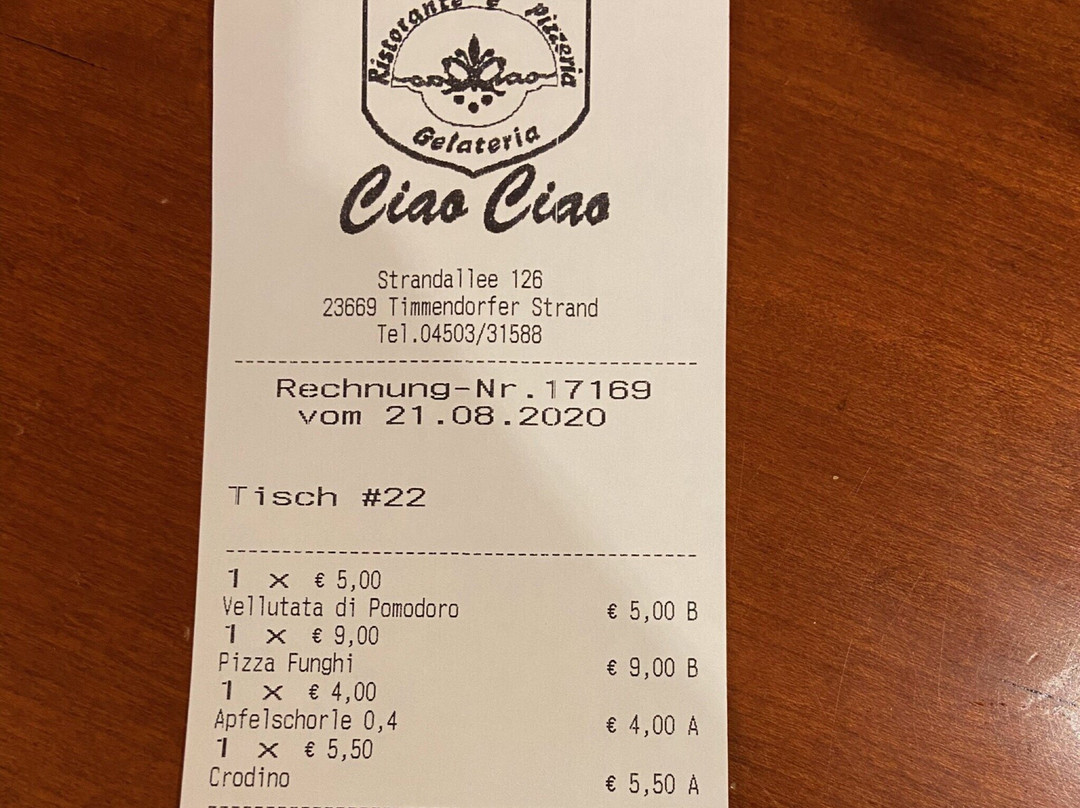 Ristorante e Pizzeria
Ciao
Gelateria
Ciao Ciao
Strandallee 126
23669 Timmendorfer Strand
Tel.04503/31588
Rechnung-Nr.17169
vom 21.08.2020
Tisch #22
1 x € 5,00
Vellutata di Pomodoro € 5,00 B
1 x € 9,00
Pizza Funghi € 9,00 B
1 x € 4,00
Apfelschorle 0,4 € 4,00 A
1 x € 5,50
Crodino € 5,50 A